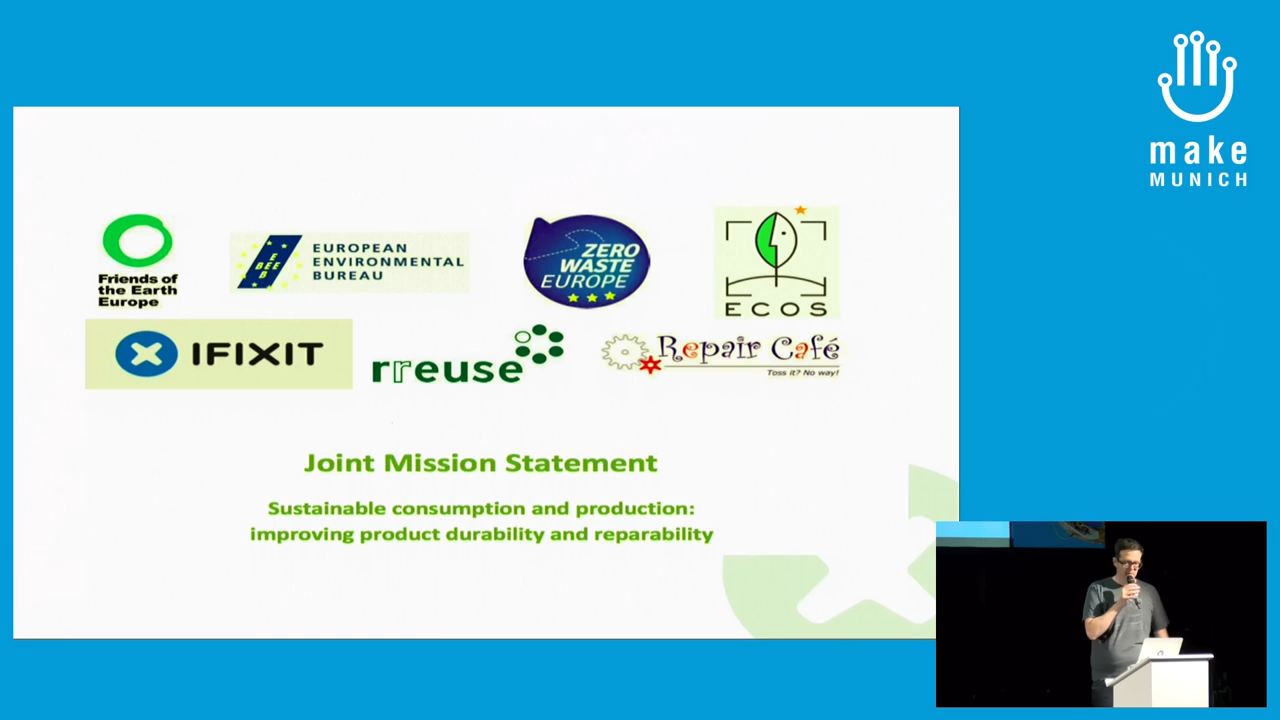 make
MUNICH
Friends of
the Earth
Europe
EEB
EUROPEAN
ENVIRONMENTAL
BUREAU
ZERO
WASTE
EUROPE
ECOS
IFIXIT
rreuse
Repair Café
Toss it? No way!
Joint Mission Statement
Sustainable consumption and production:
improving product durability and reparability